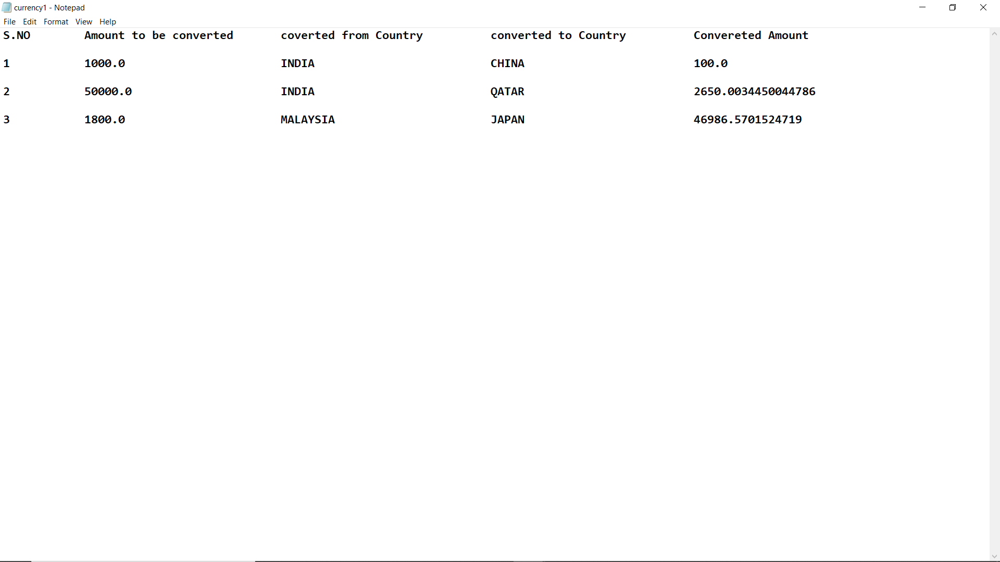 currency1 - Notepad
File Edit Format View Help
S.NO Amount to be converted coverted from Country converted to Country Convereted Amount
1 1000.0 INDIA CHINA 100.0
2 50000.0 INDIA QATAR 2650.0034450044786
3 1800.0 MALAYSIA JAPAN 46986.5701524719